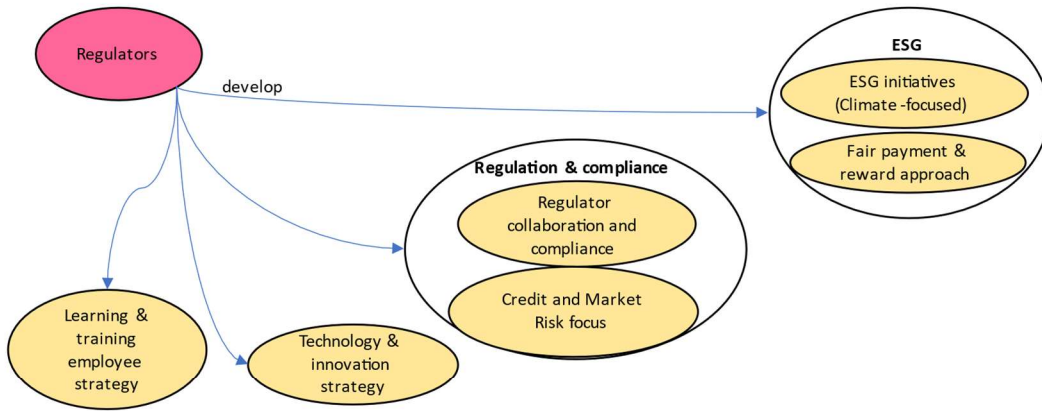 Regulators
develop
ESG
ESG initiatives
(Climate -focused)
Fair payment &
reward approach
Regulation & compliance
Regulator
collaboration and
compliance
Credit and Market
Risk focus
Learning &
training
employee
strategy
Technology &
innovation
strategy